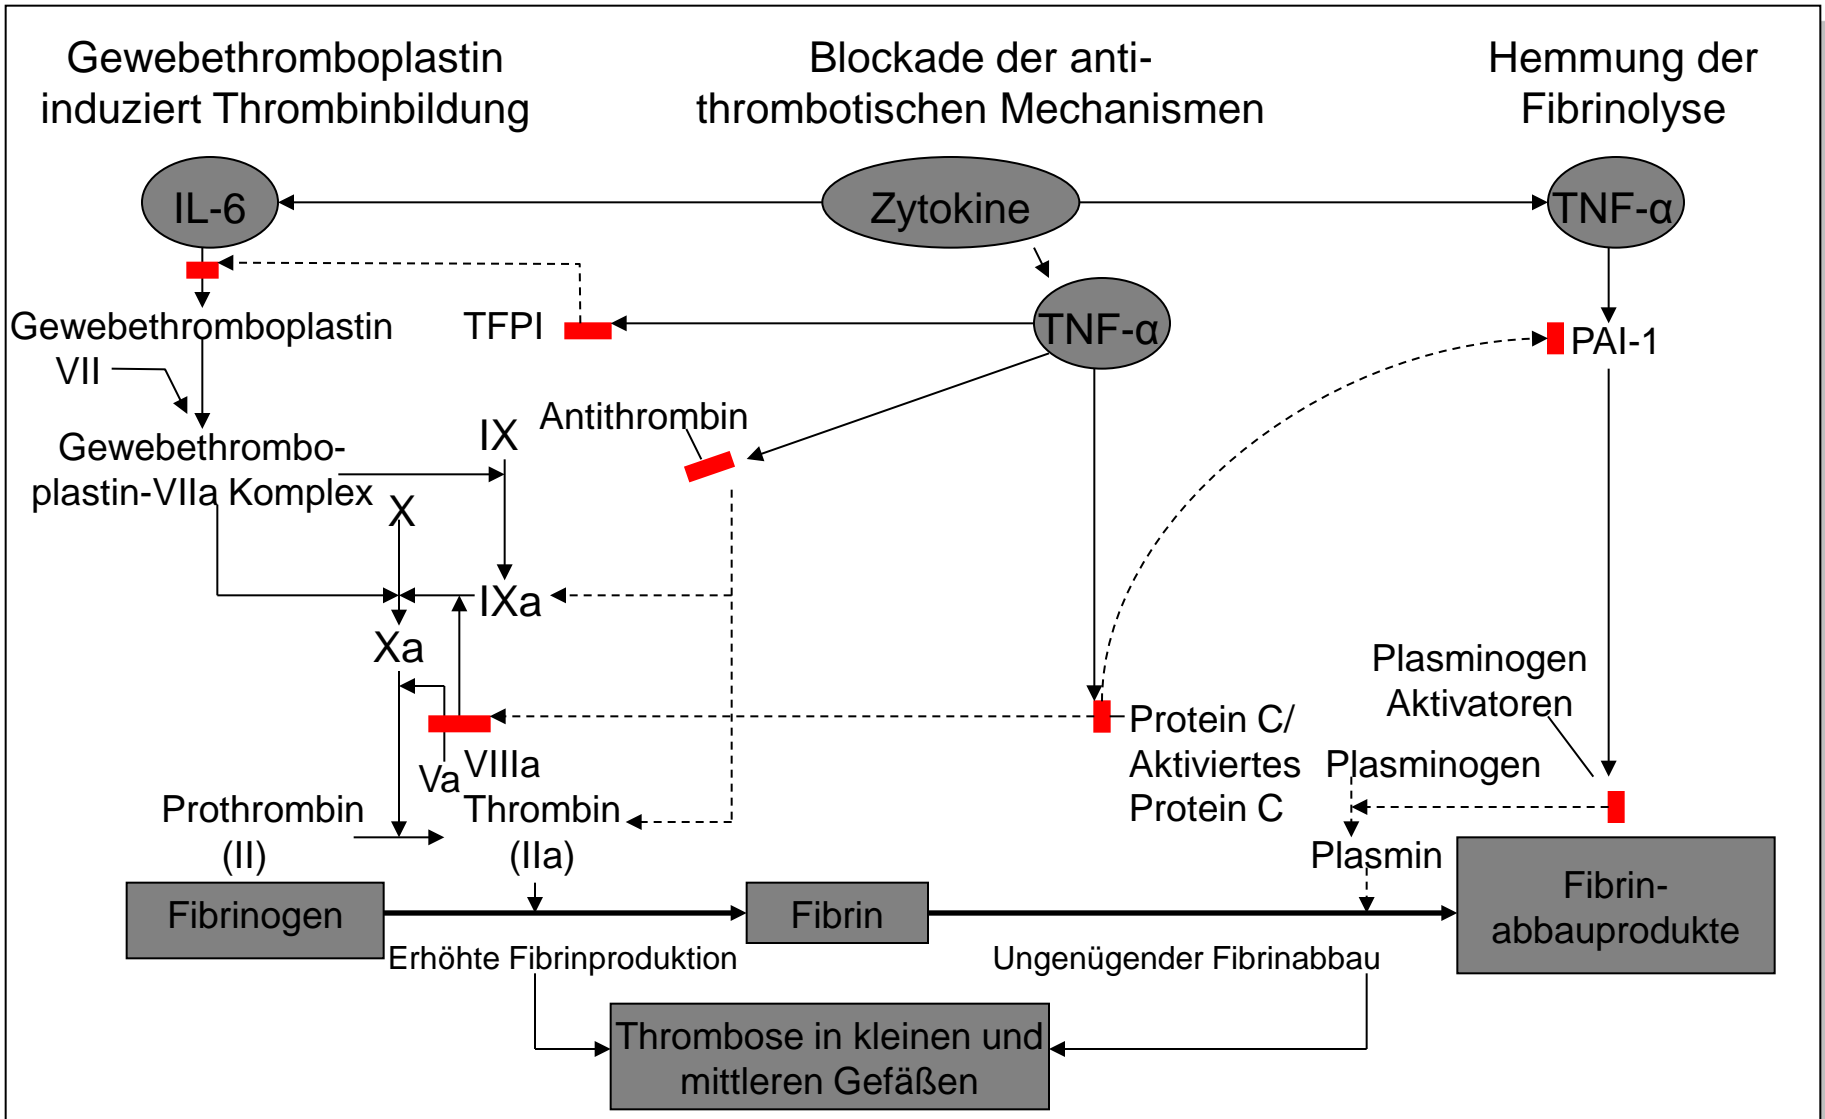 Gewebethromboplastin
induziert Thrombinbildung
Blockade der anti-
thrombotischen Mechanismen
Hemmung der
Fibrinolyse
IL-6
Zytokine
TNF-α
Gewebethromboplastin
TFPI
TNF-α
PAI-1
VII
Antithrombin
Gewebethrombo-
plastin-VIIa Komplex
IX
X
IXa
Xa
Plasminogen
Aktivatoren
Protein C/
Aktiviertes
Protein C
Va
VIIIa
Plasminogen
Prothrombin
(II)
Thrombin
(IIa)
Plasmin
Fibrinogen
Fibrin
Fibrin-
abbauprodukte
Erhöhte Fibrinproduktion
Ungenügender Fibrinabbau
Thrombose in kleinen und
mittleren Gefäßen